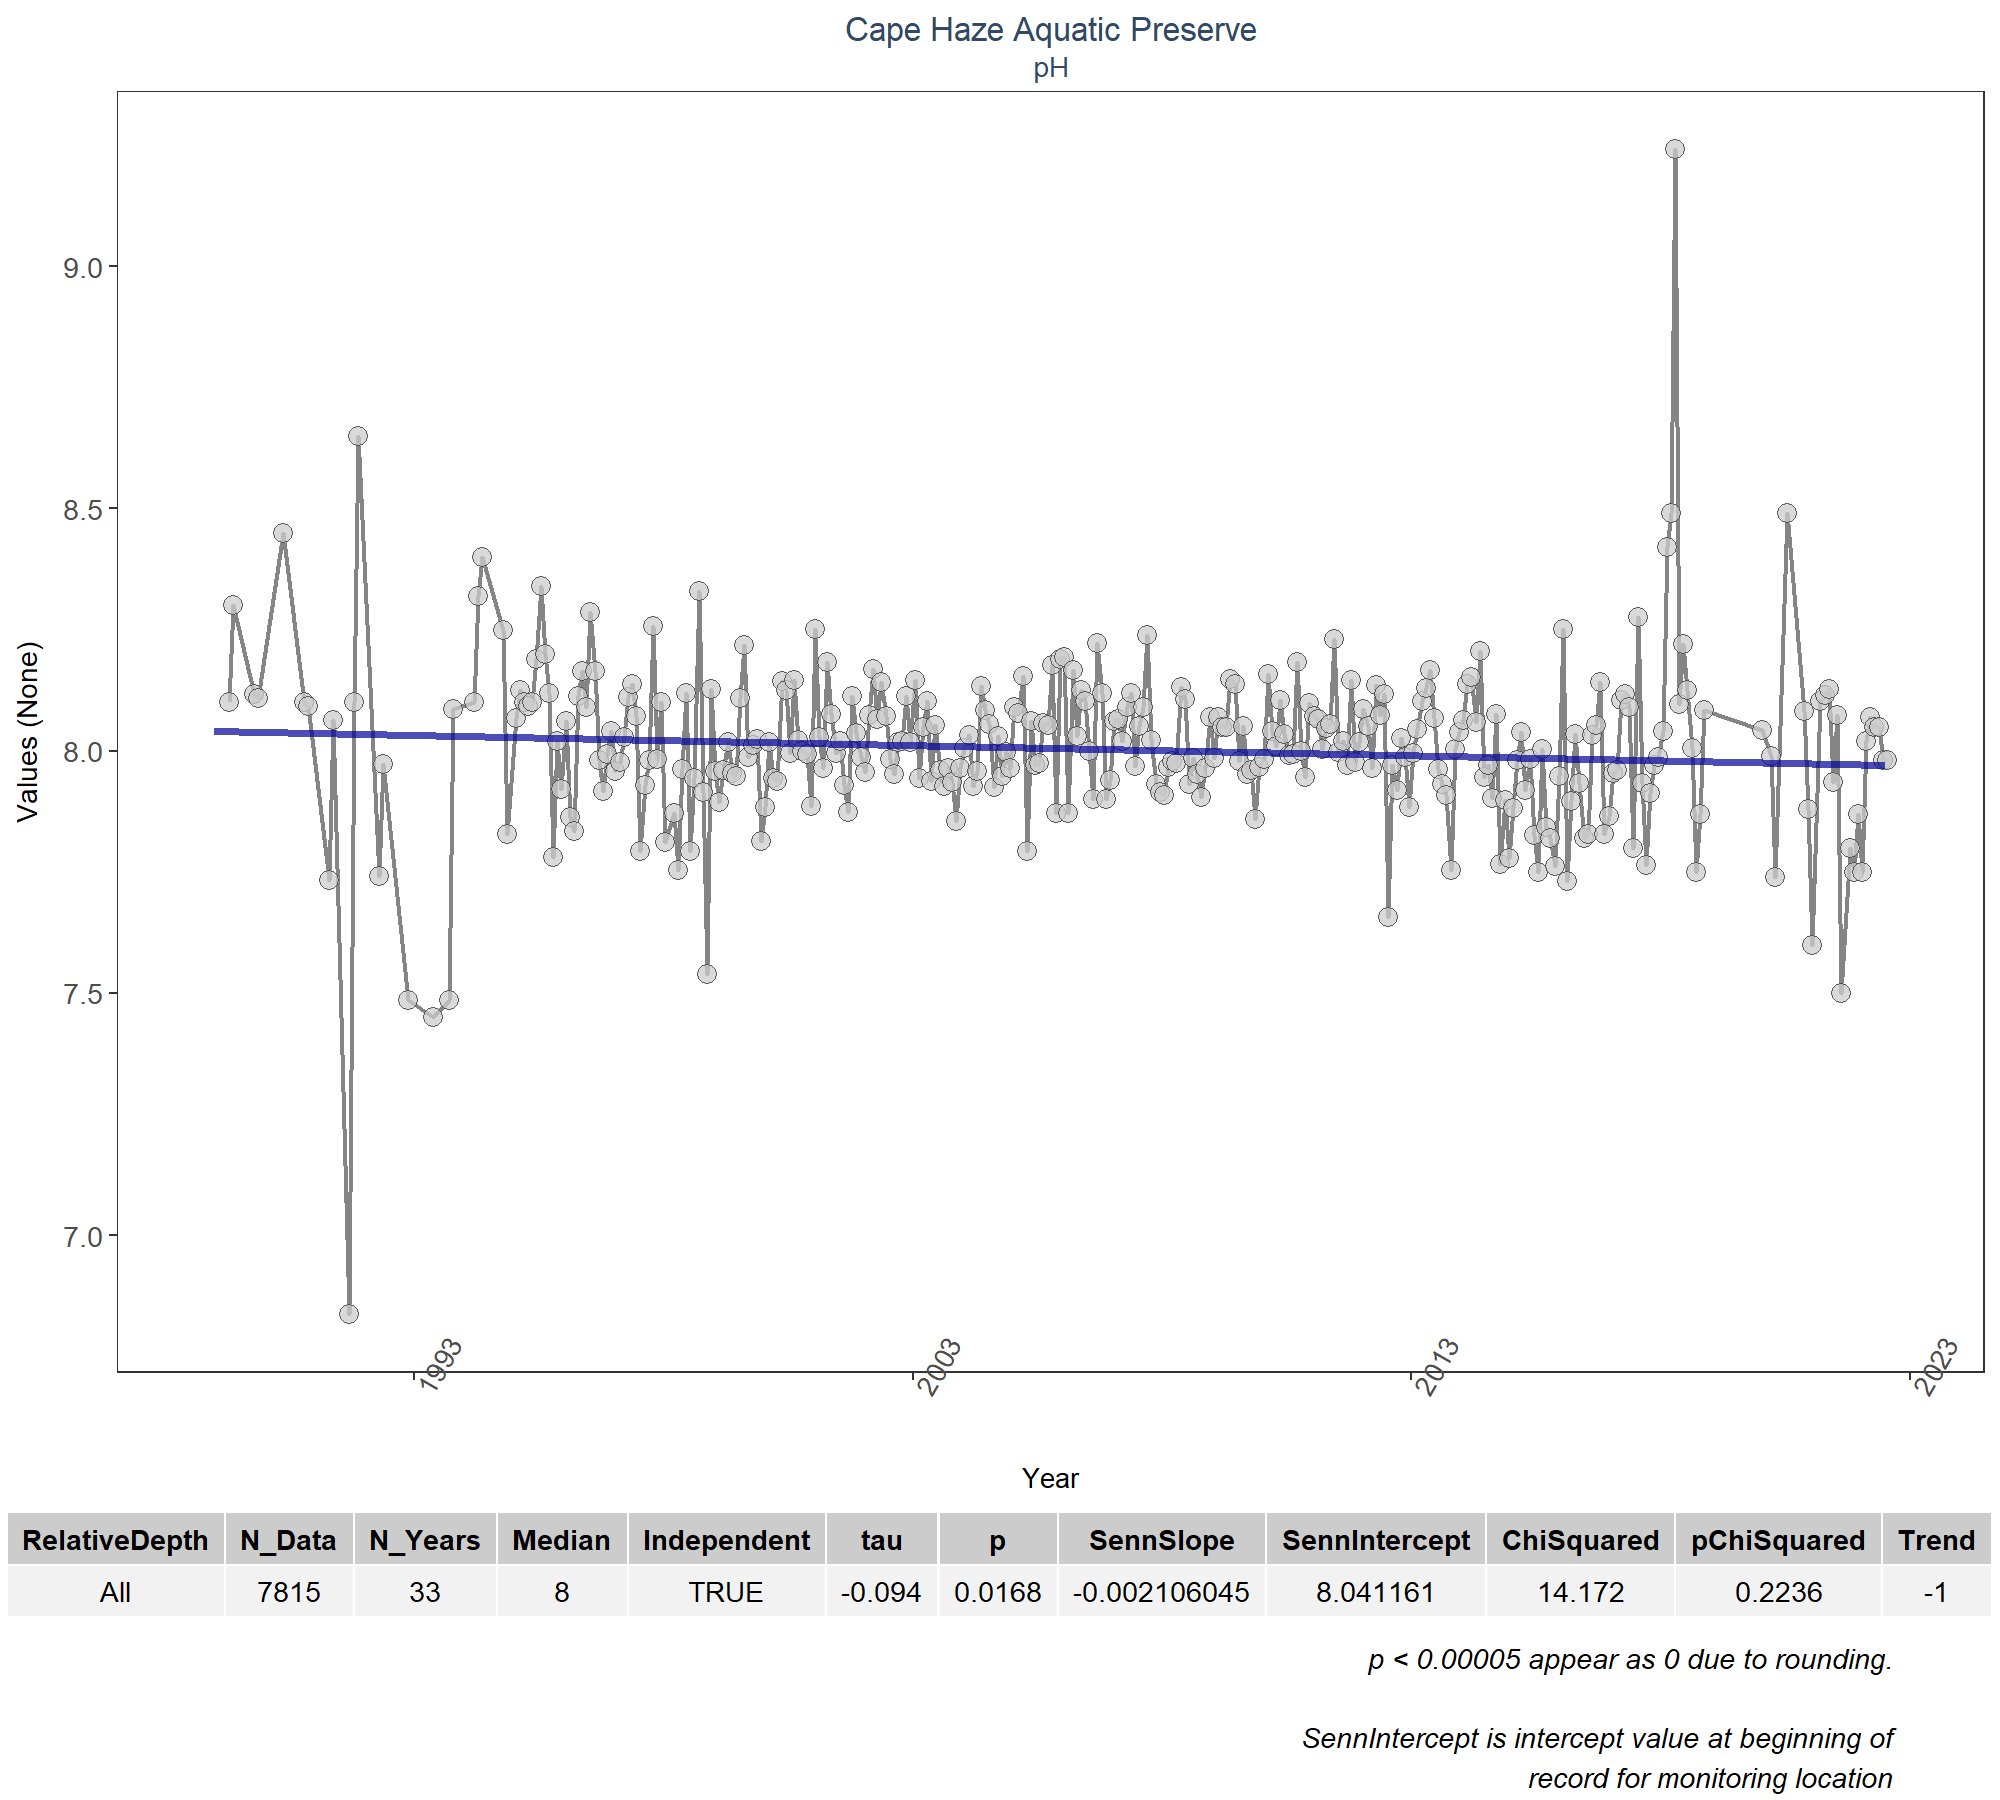 Cape Haze Aquatic Preserve
pH
Values (None)
9.0
8.5
8.0
7.5
7.0
1993 2003 2013 2023
Year
RelativeDepth N_Data N_Years Median Independent tau p SennSlope SennIntercept ChiSquared pChiSquared Trend
All 7815 33 8 TRUE -0.094 0.0168 -0.002106045 8.041161 14.172 0.2236 -1
p < 0.00005 appear as 0 due to rounding.
SennIntercept is intercept value at beginning of
record for monitoring location